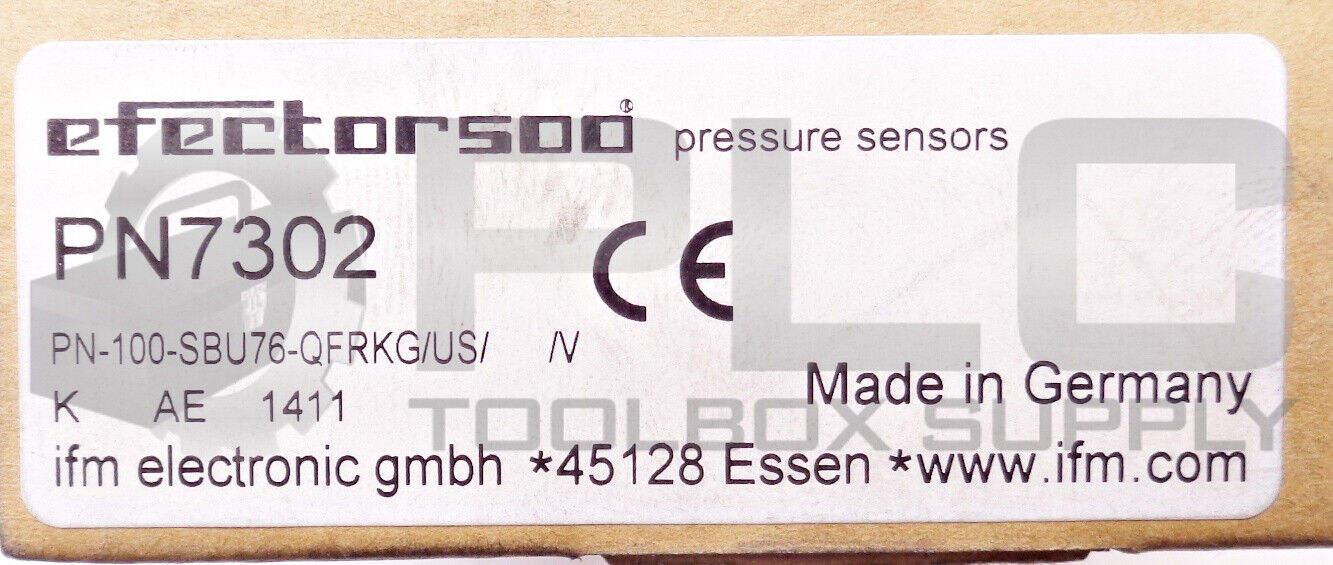 efector500® pressure sensors
PN7302 CE
PN-100-SBU76-QFRKG/US/ /V
K AE 1411
Made in Germany
ifm electronic gmbh *45128 Essen *www.ifm.com
PLC
TOOLBOX SUPPLY